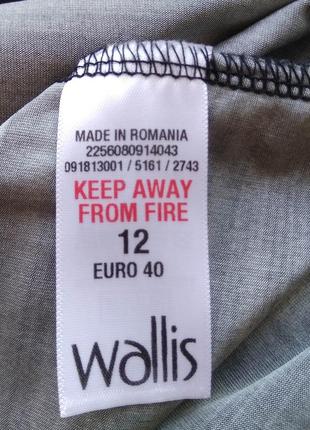 MADE IN ROMANIA
2256080914043
091813001 / 5161 / 2743
KEEP AWAY
FROM FIRE
12
EURO 40
wallis